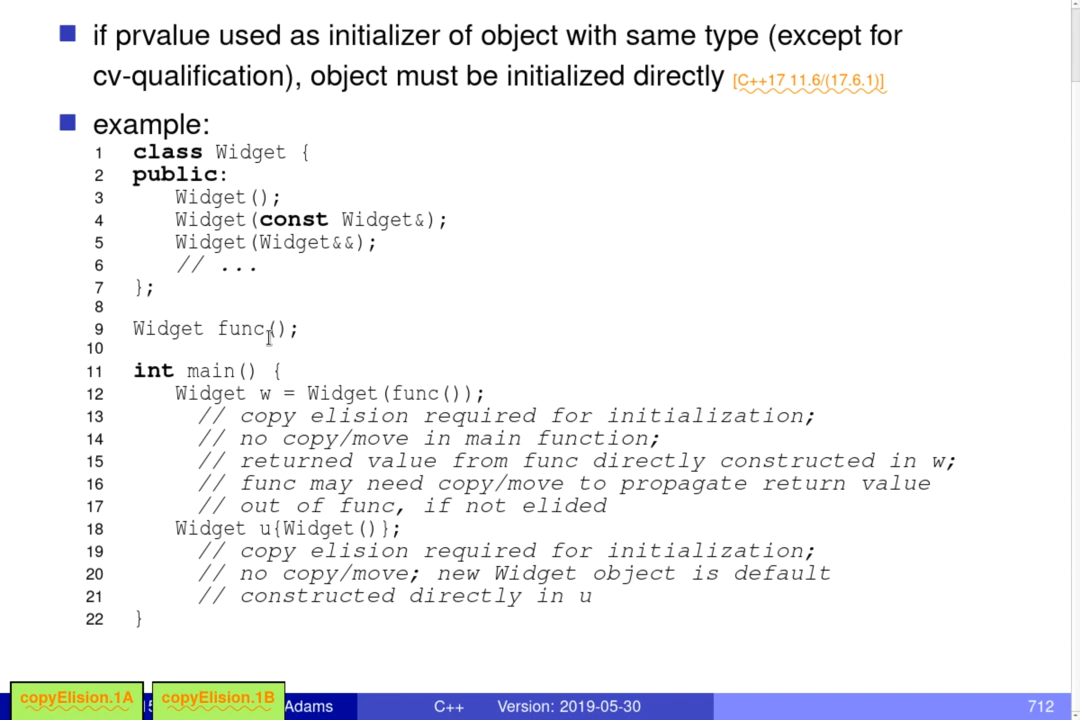 if prvalue used as initializer of object with same type (except for
cv-qualification), object must be initialized directly [C++17 11.6/(17.6.1)]
example:
1 class Widget {
2 public:
3 Widget();
4 Widget(const Widget&);
5 Widget(Widget&&);
6 // ...
7 };
8
9 Widget func();
10
11 int main() {
12 Widget w = Widget(func());
13 // copy elision required for initialization;
14 // no copy/move in main function;
15 // returned value from func directly constructed in w;
16 // func may need copy/move to propagate return value
17 // out of func, if not elided
18 Widget u{Widget()};
19 // copy elision required for initialization;
20 // no copy/move; new Widget object is default
21 // constructed directly in u
22 }
copyElision.1A copyElision.1B Adams C++ Version: 2019-05-30 712